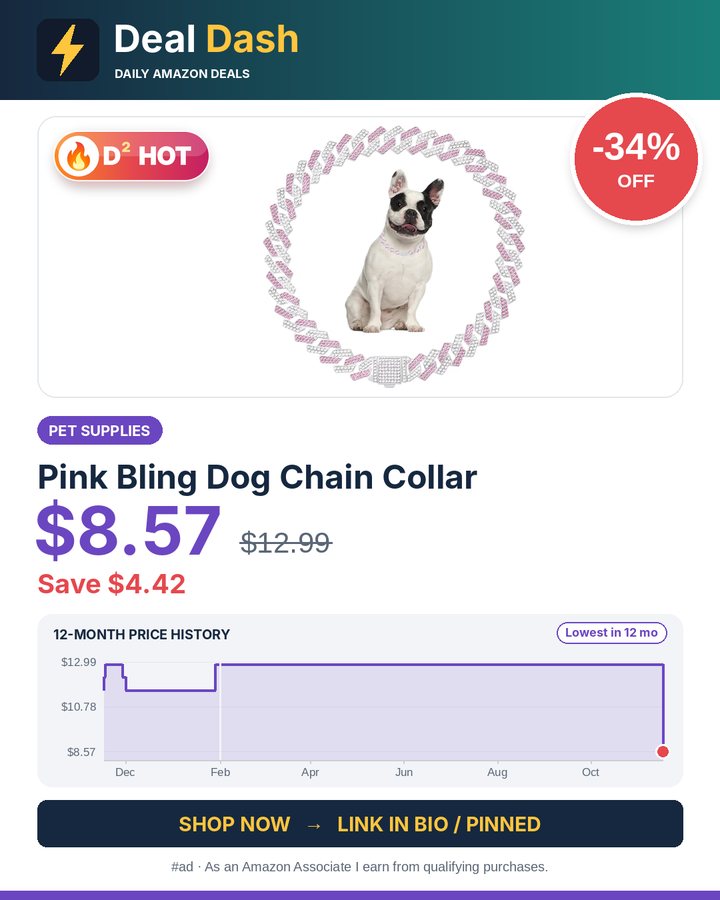 Deal Dash
DAILY AMAZON DEALS
D² HOT
-34%
OFF
PET SUPPLIES
Pink Bling Dog Chain Collar
$8.57 $12.99
Save $4.42
12-MONTH PRICE HISTORY
Lowest in 12 mo
$12.99
$10.78
$8.57
Dec Feb Apr Jun Aug Oct
SHOP NOW → LINK IN BIO / PINNED
#ad · As an Amazon Associate I earn from qualifying purchases.